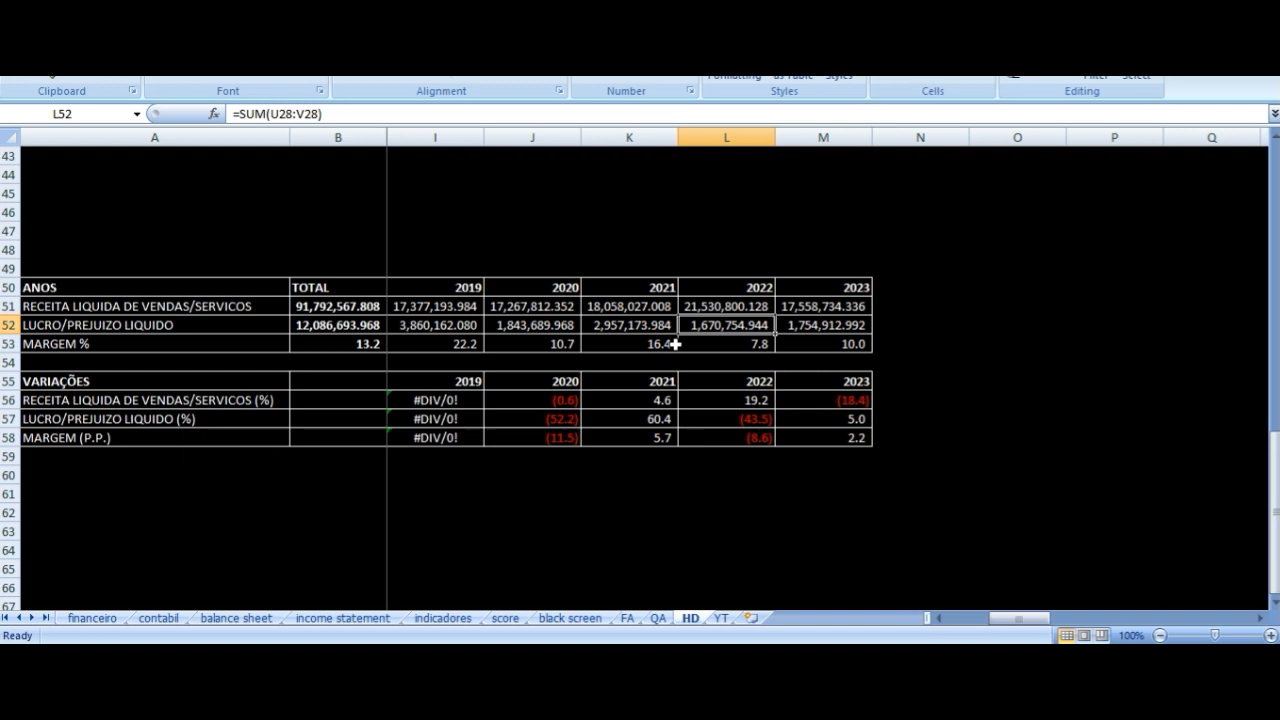 Formatting as Table Styles Filter Select
Clipboard Font Alignment Number Styles Cells Editing
L52 fx =SUM(U28:V28)
A B I J K L M N O P Q
43
44
45
46
47
48
49
50 ANOS TOTAL 2019 2020 2021 2022 2023
51 RECEITA LIQUIDA DE VENDAS/SERVICOS 91,792,567.808 17,377,193.984 17,267,812.352 18,058,027.008 21,530,800.128 17,558,734.336
52 LUCRO/PREJUIZO LIQUIDO 12,086,693.968 3,860,162.080 1,843,689.968 2,957,173.984 1,670,754.944 1,754,912.992
53 MARGEM % 13.2 22.2 10.7 16.4 7.8 10.0
54
55 VARIAÇÕES 2019 2020 2021 2022 2023
56 RECEITA LIQUIDA DE VENDAS/SERVICOS (%) #DIV/0! (0.6) 4.6 19.2 (18.4)
57 LUCRO/PREJUIZO LIQUIDO (%) #DIV/0! (52.2) 60.4 (43.5) 5.0
58 MARGEM (P.P.) #DIV/0! (11.5) 5.7 (8.6) 2.2
59
60
61
62
63
64
65
66
67
financeiro contabil balance sheet income statement indicadores score black screen FA QA HD YT
Ready 100%